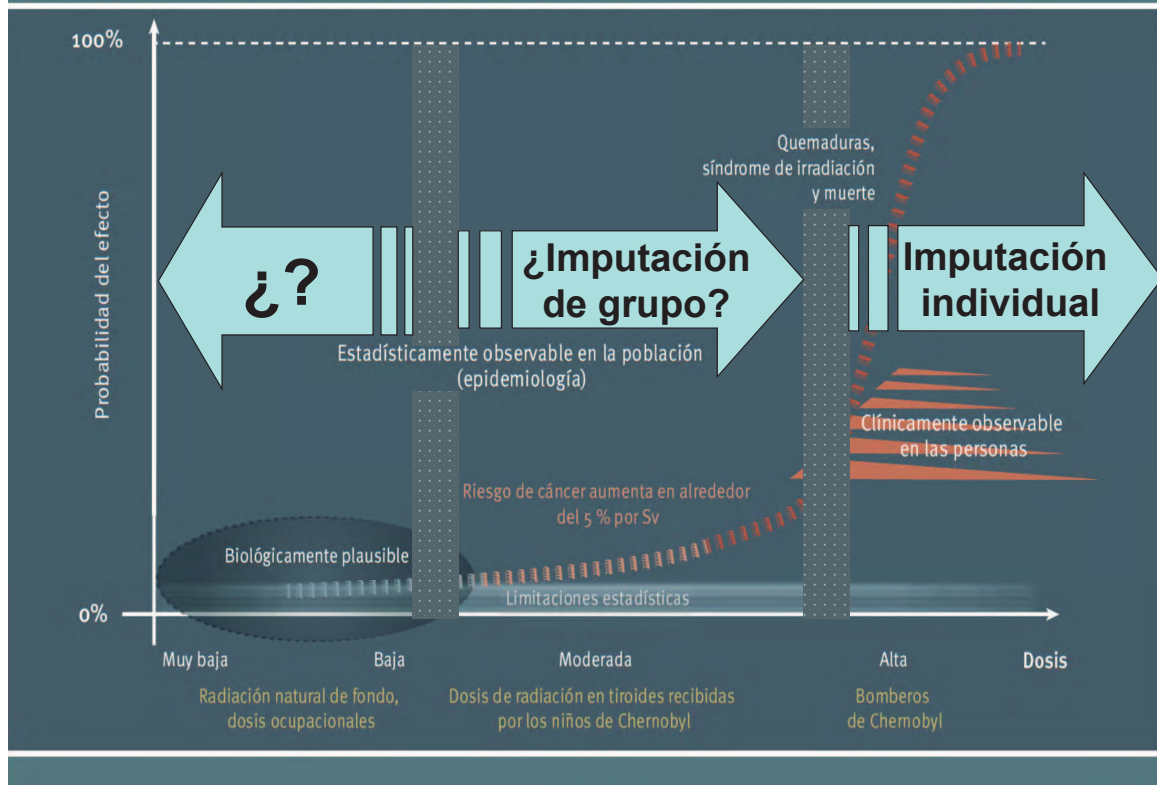 100%
Quemaduras,
síndrome de irradiación
y muerte
Probabilidad del efecto
¿?
¿Imputación
de grupo?
Imputación
individual
Estadísticamente observable en la población
(epidemiología)
Clínicamente observable
en las personas
Riesgo de cáncer aumenta en alrededor
del 5 % por Sv
Biológicamente plausible
Limitaciones estadísticas
0%
Muy baja
Baja
Moderada
Alta
Dosis
Radiación natural de fondo,
dosis ocupacionales
Dosis de radiación en tiroides recibidas
por los niños de Chernobyl
Bomberos
de Chernobyl